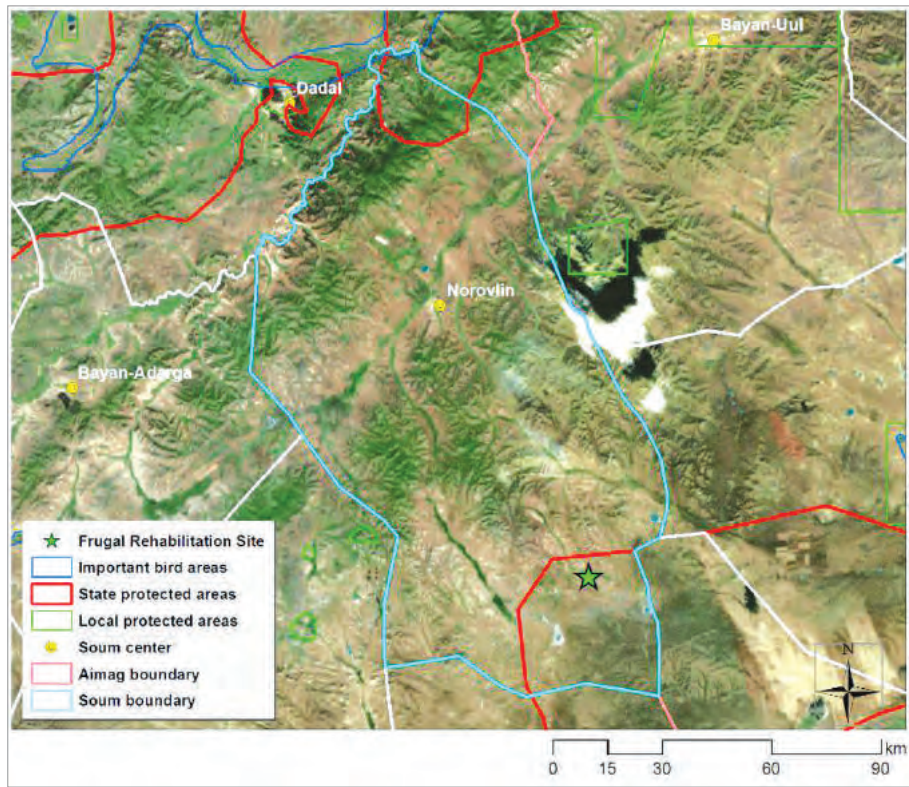 Bayan-Uul
Dadal
Norovlin
Bayan-Adarga
Frugal Rehabilitation Site
Important bird areas
State protected areas
Local protected areas
Soum center
Aimag boundary
Soum boundary
N
km
0 15 30 60 90